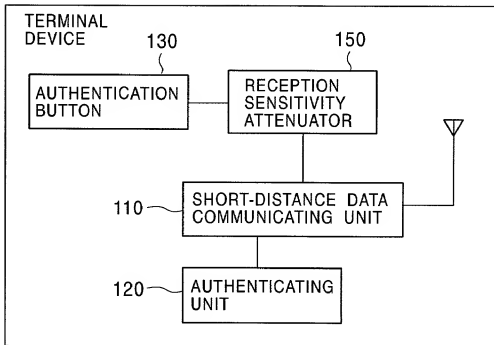 TERMINAL
DEVICE
130
150
AUTHENTICATION
BUTTON
RECEPTION
SENSITIVITY
ATTENUATOR
110
SHORT-DISTANCE DATA
COMMUNICATING UNIT
120
AUTHENTICATING
UNIT